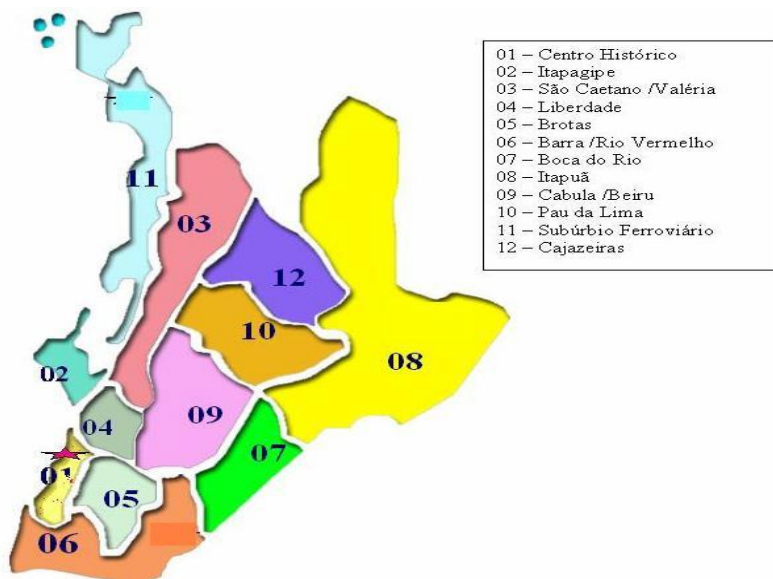 01 – Centro Histórico
02 – Itapagipe
03 – São Caetano /Valéria
04 – Liberdade
05 – Brotas
06 – Barra /Rio Vermelho
07 – Boca do Rio
08 – Itapuã
09 – Cabula /Beiru
10 – Pau da Lima
11 – Subúrbio Ferroviário
12 – Cajazeiras
11
03
12
10
02
08
09
04
07
01
05
06